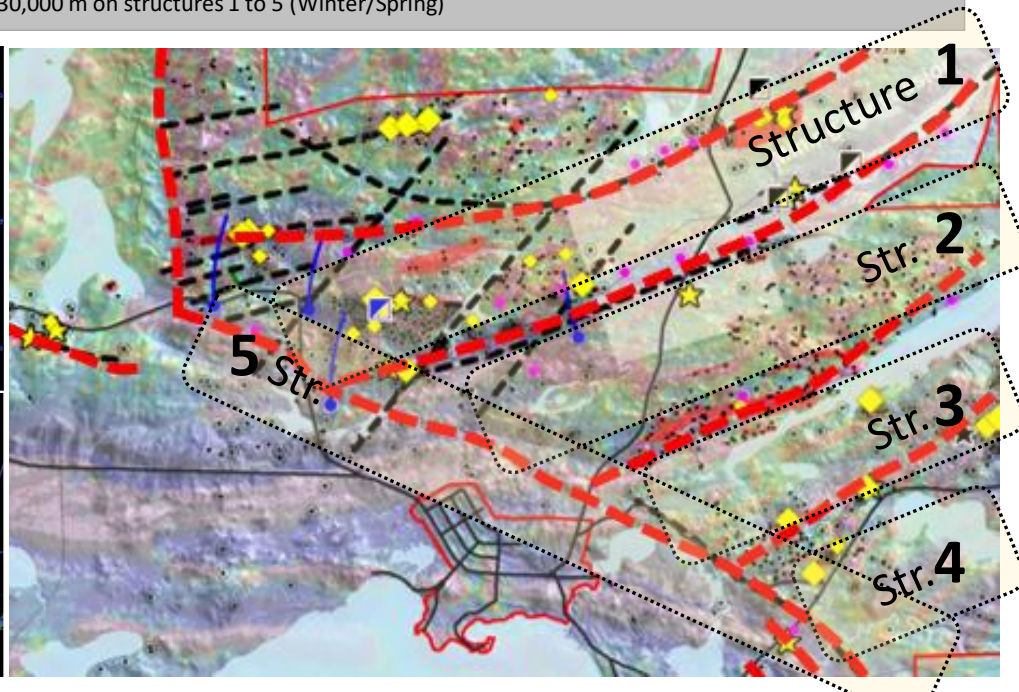 30,000 m on structures 1 to 5 (Winter/Spring)
Structure 1
Str. 2
5 Str.
Str. 3
Str. 4